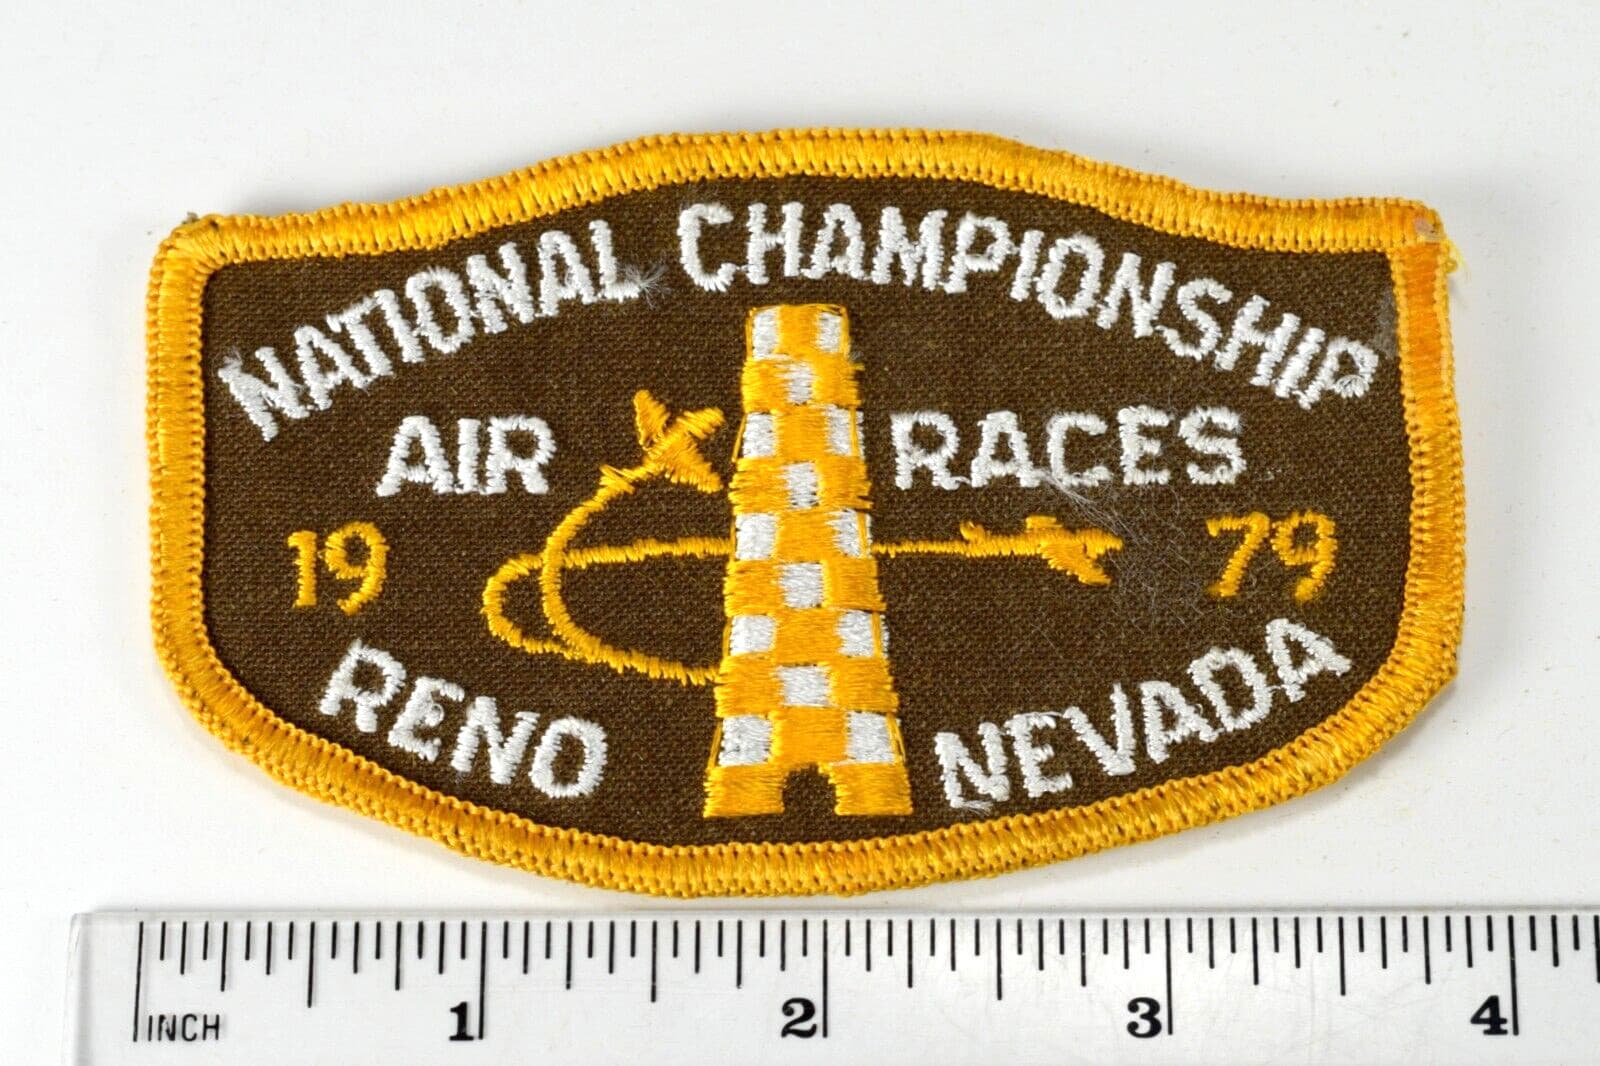 NATIONAL CHAMPIONSHIP
AIR RACES
19 79
RENO NEVADA
INCH 1 2 3 4